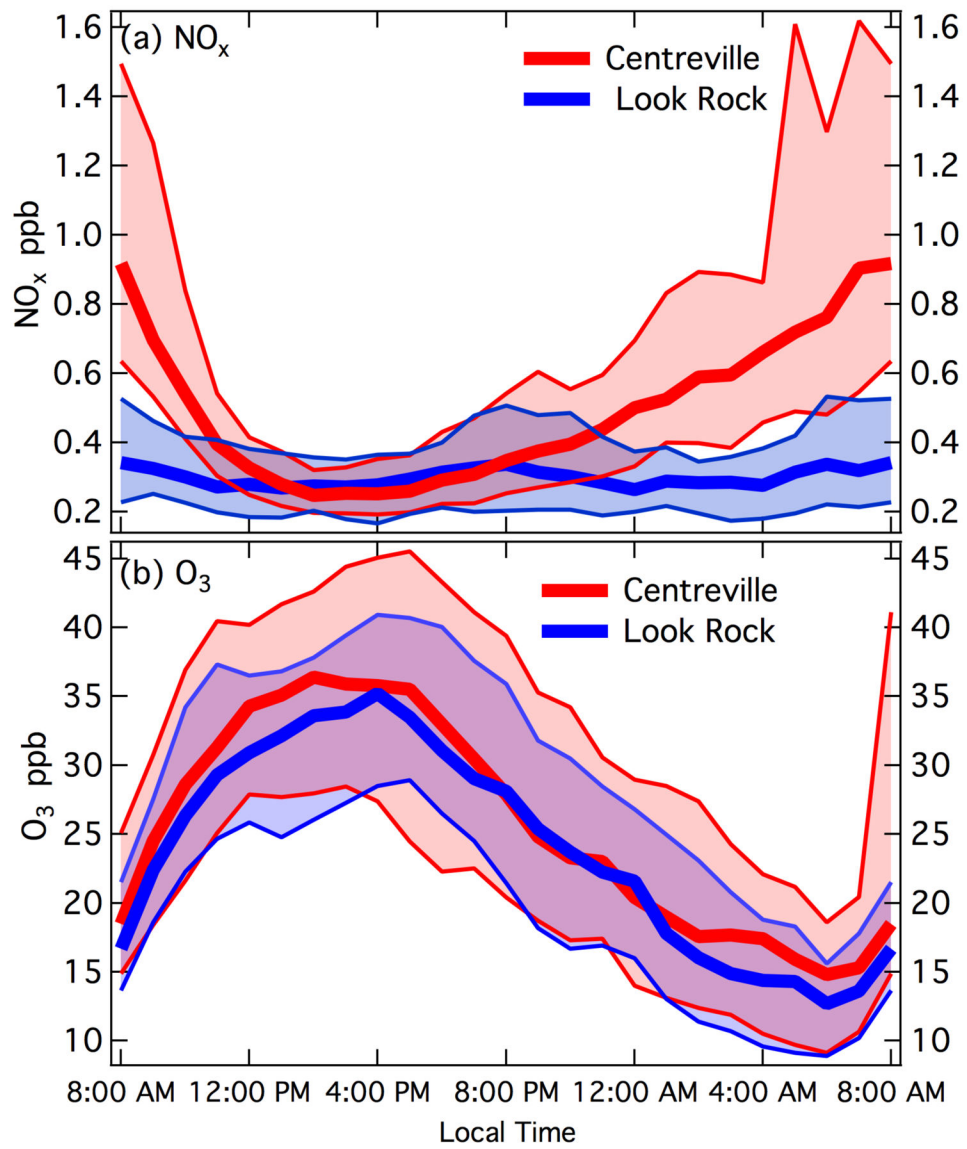 (a) NOx
Centreville
Look Rock
NOx ppb
1.6 1.6
1.4 1.4
1.2 1.2
1.0 1.0
0.8 0.8
0.6 0.6
0.4 0.4
0.2 0.2
(b) O3
Centreville
Look Rock
O3 ppb
45 45
40 40
35 35
30 30
25 25
20 20
15 15
10 10
8:00 AM 12:00 PM 4:00 PM 8:00 PM 12:00 AM 4:00 AM 8:00 AM
Local Time